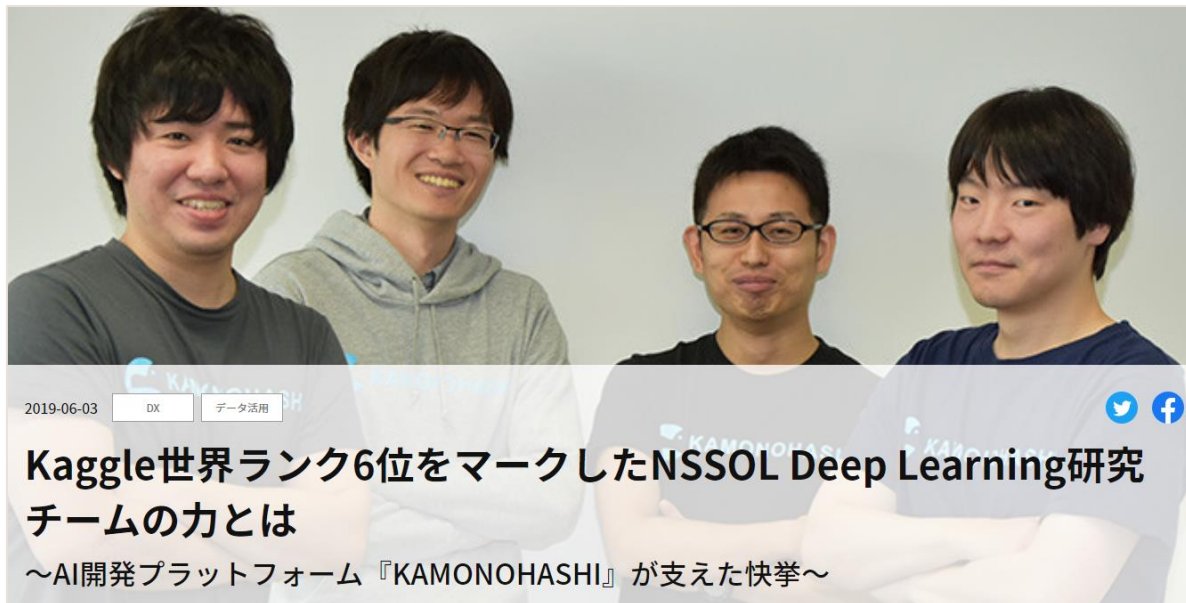 KAMONOHASHI
2019-06-03
DX
データ活用
Kaggle世界ランク6位をマークしたNSSOL Deep Learning研究
チームの力とは
～AI開発プラットフォーム『KAMONOHASHI』が支えた快挙～